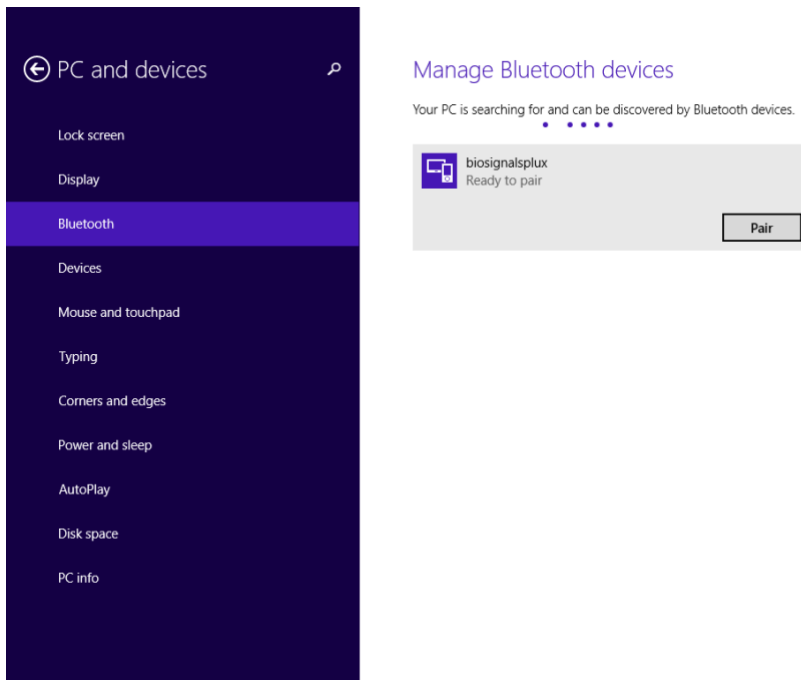 PC and devices
Lock screen
Display
Bluetooth
Devices
Mouse and touchpad
Typing
Corners and edges
Power and sleep
AutoPlay
Disk space
PC info
Manage Bluetooth devices
Your PC is searching for and can be discovered by Bluetooth devices.
biosignalsplux
Ready to pair
Pair